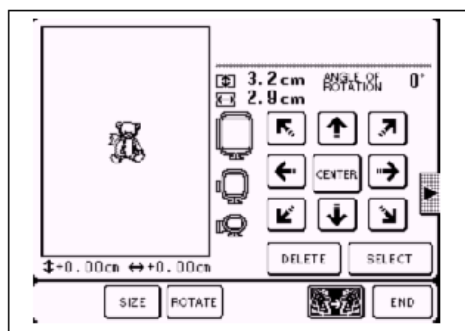 3.2cm ANGLE OF ROTATION 0°
2.9cm
CENTER
DELETE SELECT
↕+0.00cm ↔+0.00cm
SIZE ROTATE END